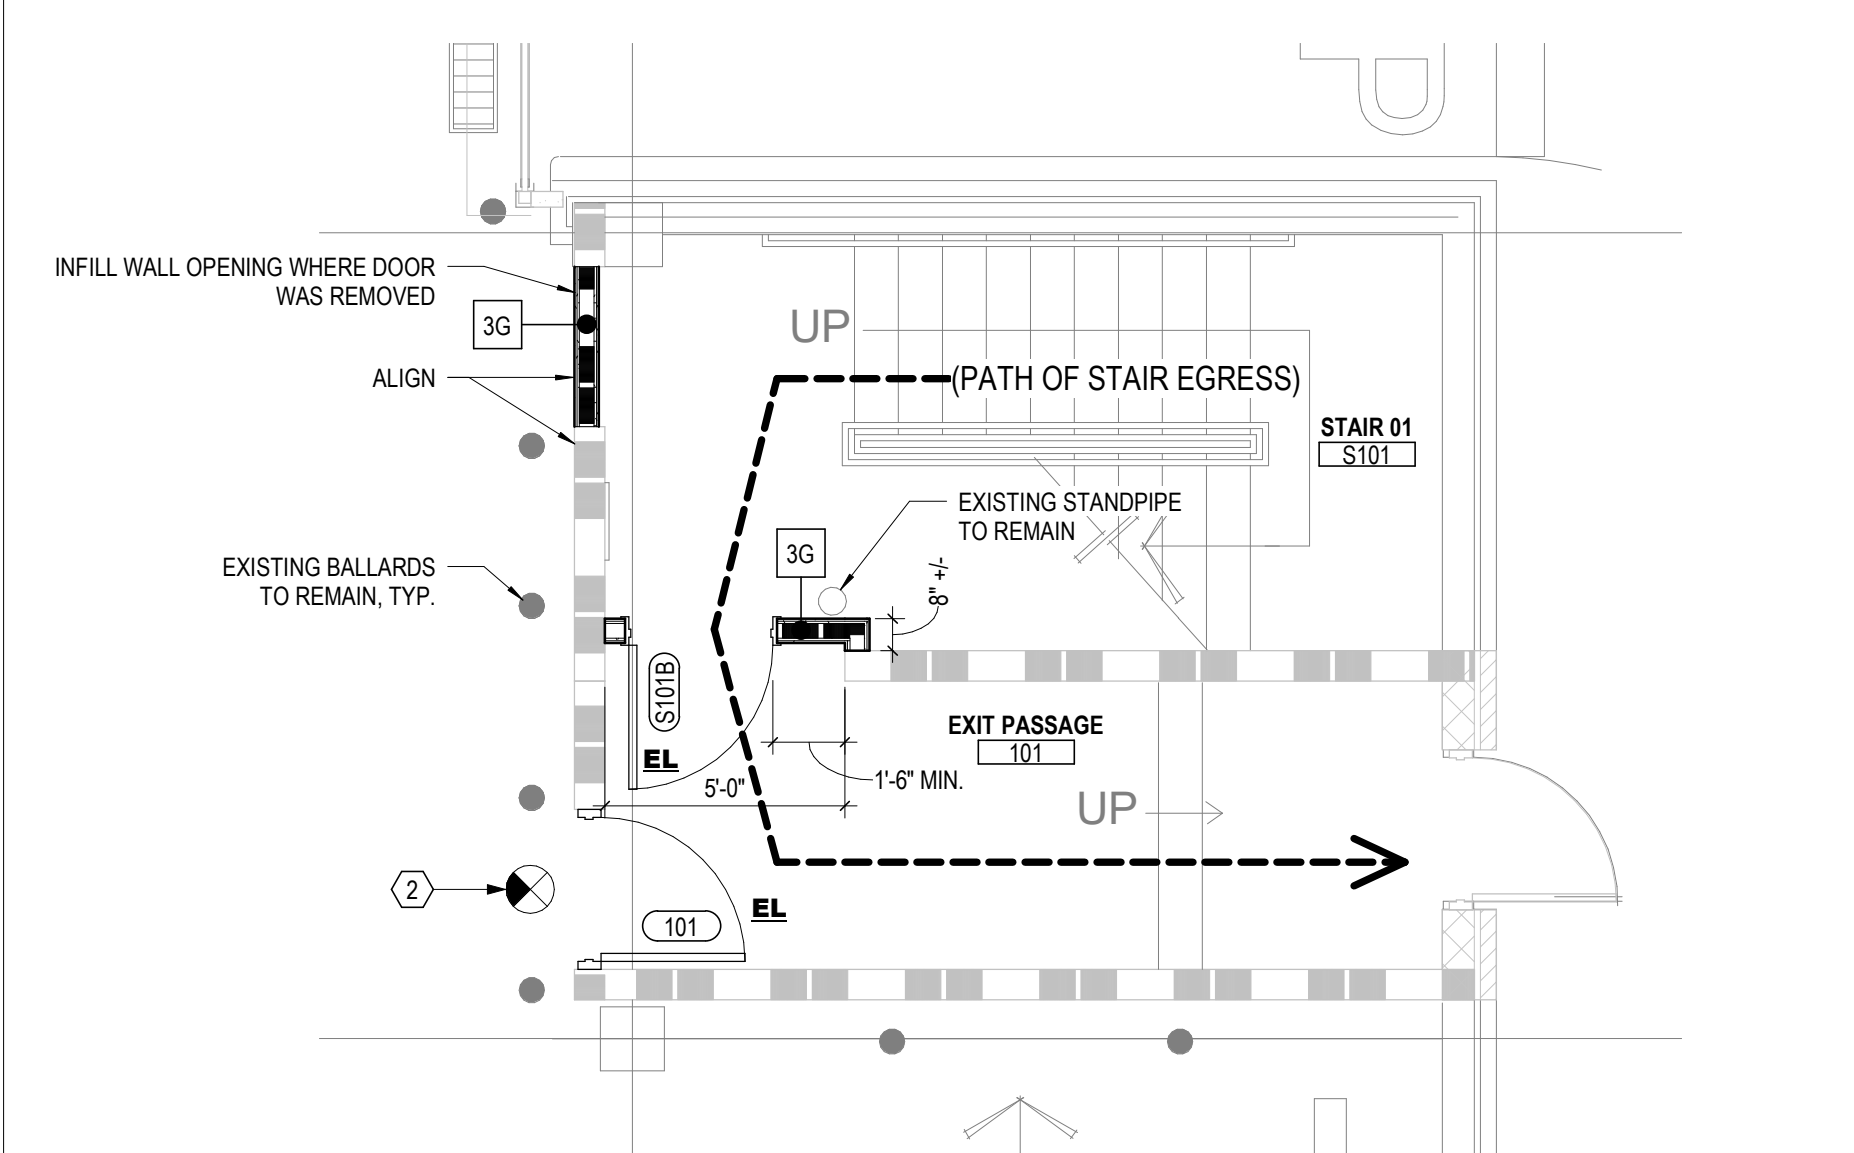 INFILL WALL OPENING WHERE DOOR
WAS REMOVED
3G
UP
ALIGN
(PATH OF STAIR EGRESS)
STAIR 01
S101
EXISTING STANDPIPE
TO REMAIN
3G
8" +/-
EXISTING BALLARDS
TO REMAIN, TYP.
S101B
EXIT PASSAGE
101
EL
5'-0"
1'-6" MIN.
UP
2
EL
101